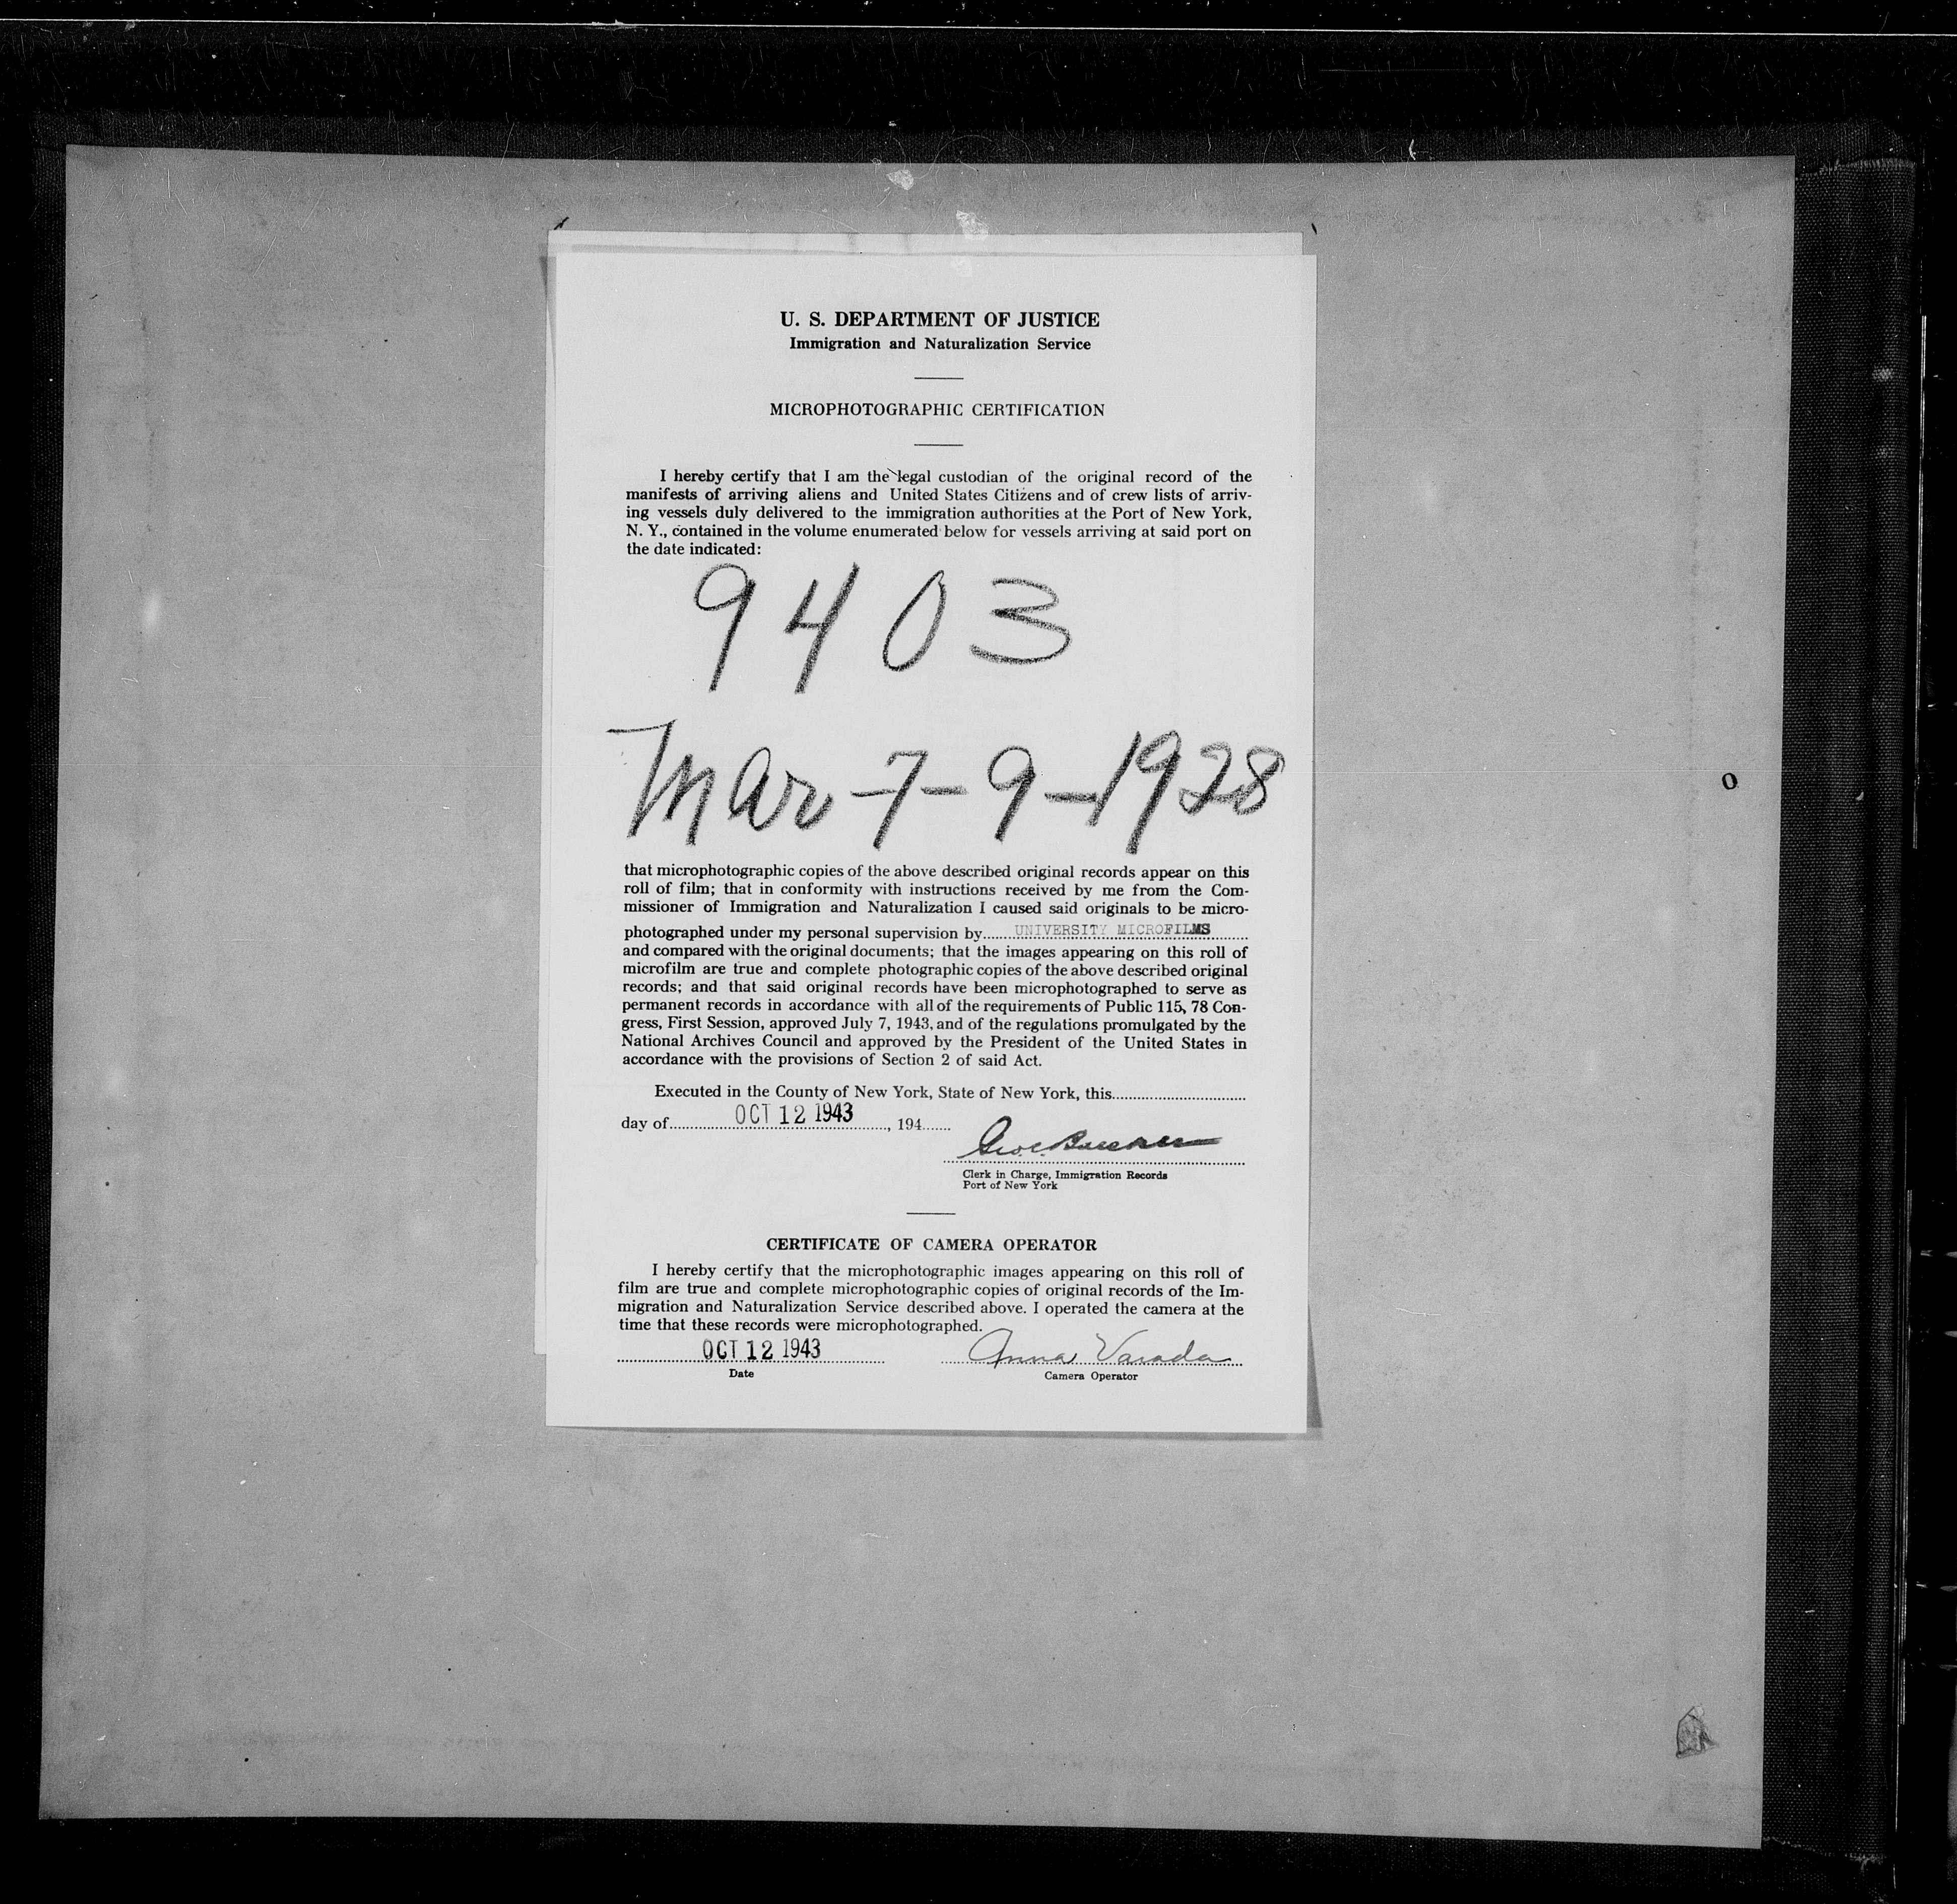 U. S. DEPARTMENT OF JUSTICE
Immigration and Naturalization Service
MICROPHOTOGRAPHIC CERTIFICATION
I hereby certify that I am the legal custodian of the original record of the
manifests of arriving aliens and United States Citizens and of crew lists of arriv-
ing vessels duly delivered to the immigration authorities at the Port of New York,
N. Y., contained in the volume enumerated below for vessels arriving at said port on
the date indicated:
9403
Mar-7-9-1928
that microphotographic copies of the above described original records appear on this
roll of film; that in conformity with instructions received by me from the Com-
missioner of Immigration and Naturalization I caused said originals to be micro-
photographed under my personal supervision by UNIVERSITY MICROFILMS
and compared with the original documents; that the images appearing on this roll of
microfilm are true and complete photographic copies of the above described original
records; and that said original records have been microphotographed to serve as
permanent records in accordance with all of the requirements of Public 115, 78 Con-
gress, First Session, approved July 7, 1943, and of the regulations promulgated by the
National Archives Council and approved by the President of the United States in
accordance with the provisions of Section 2 of said Act.
Executed in the County of New York, State of New York, this
day of OCT 12 1943, 194
Clerk in Charge, Immigration Records
Port of New York
CERTIFICATE OF CAMERA OPERATOR
I hereby certify that the microphotographic images appearing on this roll of
film are true and complete microphotographic copies of original records of the Im-
migration and Naturalization Service described above. I operated the camera at the
time that these records were microphotographed.
OCT 12 1943 Anna Varada
Date Camera Operator